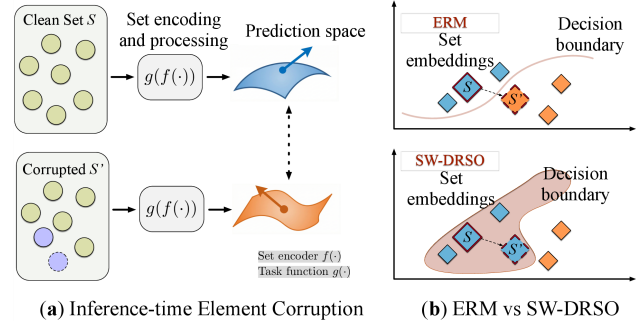 Clean Set S
Set encoding
and processing
g(f(·))
Prediction space
Corrupted S’
g(f(·))
Set encoder f(·)
Task function g(·)
(a) Inference-time Element Corruption
ERM
Set
embeddings
Decision
boundary
S
S’
SW-DRSO
Set
embeddings
Decision
boundary
S
S’
(b) ERM vs SW-DRSO